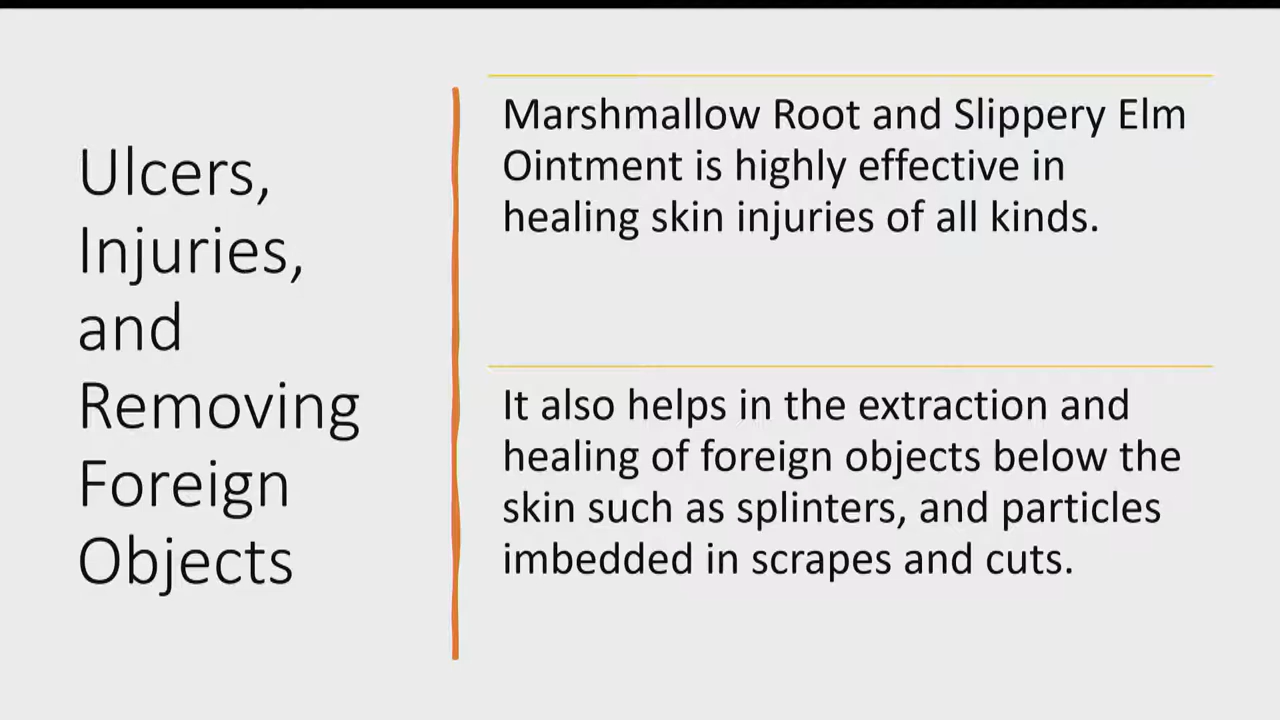 Ulcers,
Injuries,
and
Removing
Foreign
Objects
Marshmallow Root and Slippery Elm
Ointment is highly effective in
healing skin injuries of all kinds.
It also helps in the extraction and
healing of foreign objects below the
skin such as splinters, and particles
imbedded in scrapes and cuts.